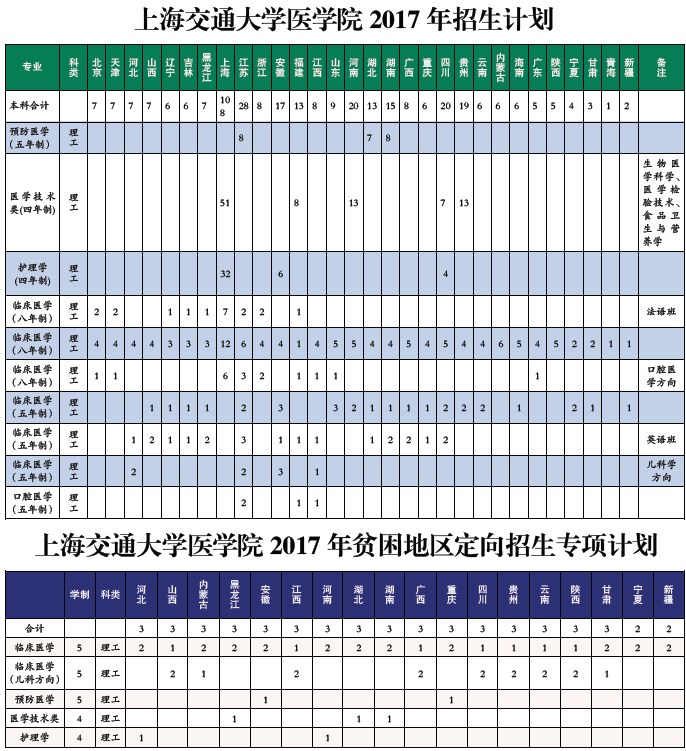 上海交通大学医学院 2017 年招生计划
专业 科类 北京 天津 河北 山西 辽宁 吉林 黑龙江 上海 江苏 浙江 安徽 福建 江西 山东 河南 湖北 湖南 广西 重庆 四川 贵州 云南 内蒙古 海南 广东 陕西 宁夏 甘肃 青海 新疆 备注
本科合计 7 7 7 7 6 6 7 108 28 8 17 13 8 9 20 13 15 8 6 20 19 6 6 6 5 5 4 3 1 2
预防医学（五年制） 理工 8 7 8
医学技术类(四年制) 理工 51 8 13 7 13 生物医学科学、医学检验技术、食品卫生与营养学
护理学(四年制) 理工 32 6 4
临床医学（八年制） 理工 2 2 1 1 1 7 2 2 1 法语班
临床医学（八年制） 理工 4 4 4 4 3 3 3 12 6 4 4 1 4 5 5 4 4 5 4 5 4 4 6 5 4 5 2 2 1 1
临床医学（八年制） 理工 1 1 6 3 2 1 1 1 1 口腔医学方向
临床医学（五年制） 理工 1 1 1 1 2 3 3 2 1 1 1 1 2 2 2 1 2 1 1
临床医学（五年制） 理工 1 2 1 1 2 3 1 1 1 1 2 2 1 2 英语班
临床医学（五年制） 理工 2 2 3 1 儿科学方向
口腔医学（五年制） 理工 2 1 1
上海交通大学医学院 2017 年贫困地区定向招生专项计划
学制 科类 河北 山西 内蒙古 黑龙江 安徽 江西 河南 湖北 湖南 广西 重庆 四川 贵州 云南 陕西 甘肃 宁夏 新疆
合计 3 3 3 3 3 3 3 3 3 3 3 3 3 3 3 3 2 2
临床医学 5 理工 2 1 2 2 2 1 2 2 2 1 2 1 1 1 1 2 2 2
临床医学（儿科方向） 5 理工 2 1 2 2 2 2 2 2 1
预防医学 5 理工 1 1
医学技术类 4 理工 1 1 1
护理学 4 理工 1 1